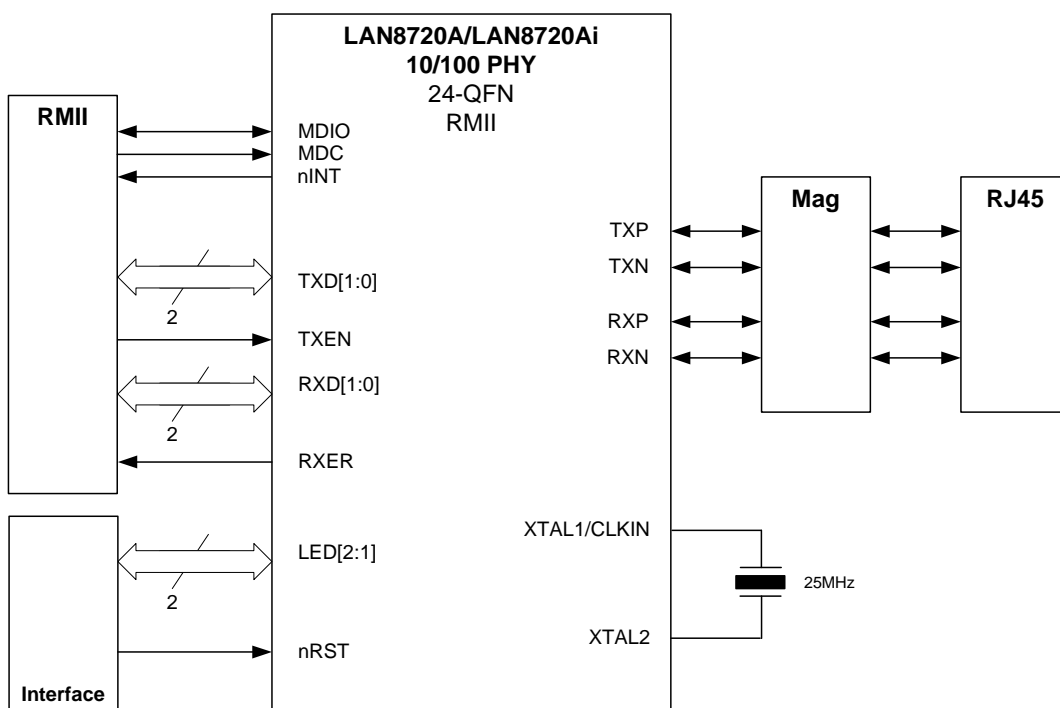 LAN8720A/LAN8720Ai
10/100 PHY
24-QFN
RMII
RMII
MDIO
MDC
nINT
TXD[1:0]
2
TXEN
RXD[1:0]
2
RXER
LED[2:1]
2
nRST
Interface
TXP
TXN
RXP
RXN
Mag
RJ45
XTAL1/CLKIN
25MHz
XTAL2